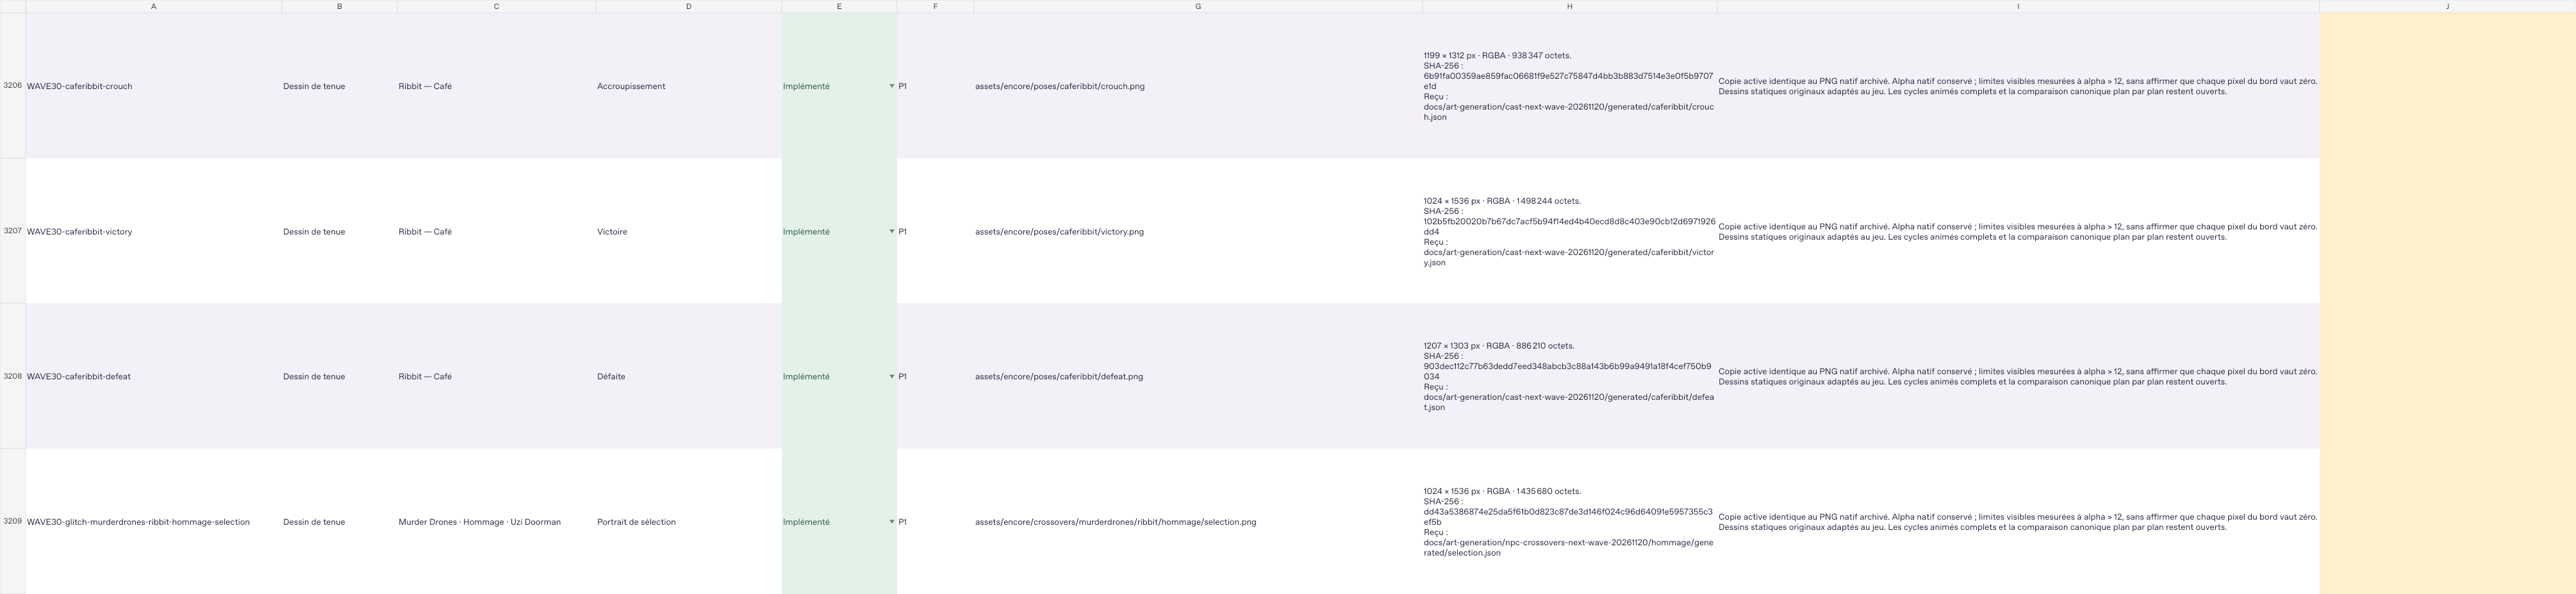 A B C D E F G H I J
3206 WAVE30-caferibbit-crouch Dessin de tenue Ribbit — Café Accroupissement Implémenté P1 assets/encore/poses/caferibbit/crouch.png
1199 × 1312 px · RGBA · 938 347 octets.
SHA-256 :
6b91fa00359ae859fac06681f9e527c75847d4bb3b883d7514e3e0f5b9707
e1d
Reçu :
docs/art-generation/cast-next-wave-20261120/generated/caferibbit/crouc
h.json
Copie active identique au PNG natif archivé. Alpha natif conservé ; limites visibles mesurées à alpha > 12, sans affirmer que chaque pixel du bord vaut zéro.
Dessins statiques originaux adaptés au jeu. Les cycles animés complets et la comparaison canonique plan par plan restent ouverts.
3207 WAVE30-caferibbit-victory Dessin de tenue Ribbit — Café Victoire Implémenté P1 assets/encore/poses/caferibbit/victory.png
1024 × 1536 px · RGBA · 1 498 244 octets.
SHA-256 :
102b5fb20020b7b67dc7acf5b94f14ed4b40ecd8d8c403e90cb12d6971926
dd4
Reçu :
docs/art-generation/cast-next-wave-20261120/generated/caferibbit/victor
y.json
Copie active identique au PNG natif archivé. Alpha natif conservé ; limites visibles mesurées à alpha > 12, sans affirmer que chaque pixel du bord vaut zéro.
Dessins statiques originaux adaptés au jeu. Les cycles animés complets et la comparaison canonique plan par plan restent ouverts.
3208 WAVE30-caferibbit-defeat Dessin de tenue Ribbit — Café Défaite Implémenté P1 assets/encore/poses/caferibbit/defeat.png
1207 × 1303 px · RGBA · 886 210 octets.
SHA-256 :
903dec112c77b63dedd7eed348abcb3c88a143b6b99a9491a18f4cef750b9
034
Reçu :
docs/art-generation/cast-next-wave-20261120/generated/caferibbit/defea
t.json
Copie active identique au PNG natif archivé. Alpha natif conservé ; limites visibles mesurées à alpha > 12, sans affirmer que chaque pixel du bord vaut zéro.
Dessins statiques originaux adaptés au jeu. Les cycles animés complets et la comparaison canonique plan par plan restent ouverts.
3209 WAVE30-glitch-murderdrones-ribbit-hommage-selection Dessin de tenue Murder Drones · Hommage · Uzi Doorman Portrait de sélection Implémenté P1 assets/encore/crossovers/murderdrones/ribbit/hommage/selection.png
1024 × 1536 px · RGBA · 1 435 680 octets.
SHA-256 :
dd43a5386874e25da5f61b0d823c87de3d146f024c96d64091e5957355c3
ef5b
Reçu :
docs/art-generation/npc-crossovers-next-wave-20261120/hommage/gene
rated/selection.json
Copie active identique au PNG natif archivé. Alpha natif conservé ; limites visibles mesurées à alpha > 12, sans affirmer que chaque pixel du bord vaut zéro.
Dessins statiques originaux adaptés au jeu. Les cycles animés complets et la comparaison canonique plan par plan restent ouverts.